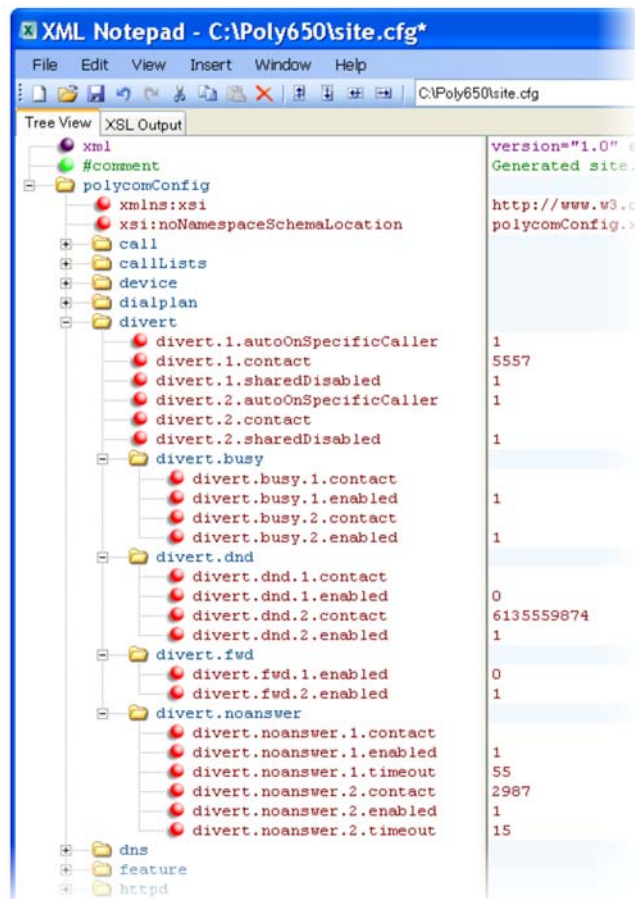 XML Notepad - C:\Poly650\site.cfg*
File Edit View Insert Window Help
C:\Poly650\site.cfg
Tree View XSL Output
xml version="1.0"
#comment Generated site.
polycomConfig
xmlns:xsi http://www.w3.
xsi:noNamespaceSchemaLocation polycomConfig.
call
callLists
device
dialplan
divert
divert.1.autoOnSpecificCaller 1
divert.1.contact 5557
divert.1.sharedDisabled 1
divert.2.autoOnSpecificCaller 1
divert.2.contact
divert.2.sharedDisabled 1
divert.busy
divert.busy.1.contact
divert.busy.1.enabled 1
divert.busy.2.contact
divert.busy.2.enabled 1
divert.dnd
divert.dnd.1.contact
divert.dnd.1.enabled 0
divert.dnd.2.contact 6135559874
divert.dnd.2.enabled 1
divert.fwd
divert.fwd.1.enabled 0
divert.fwd.2.enabled 1
divert.noanswer
divert.noanswer.1.contact
divert.noanswer.1.enabled 1
divert.noanswer.1.timeout 55
divert.noanswer.2.contact 2987
divert.noanswer.2.enabled 1
divert.noanswer.2.timeout 15
dns
feature
httpd